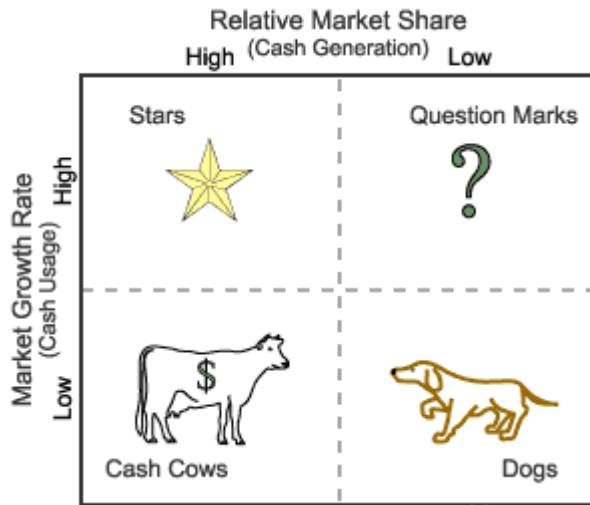 Relative Market Share
(Cash Generation)
High Low
Stars Question Marks
Market Growth Rate
(Cash Usage)
High
Low
$
?
Cash Cows Dogs